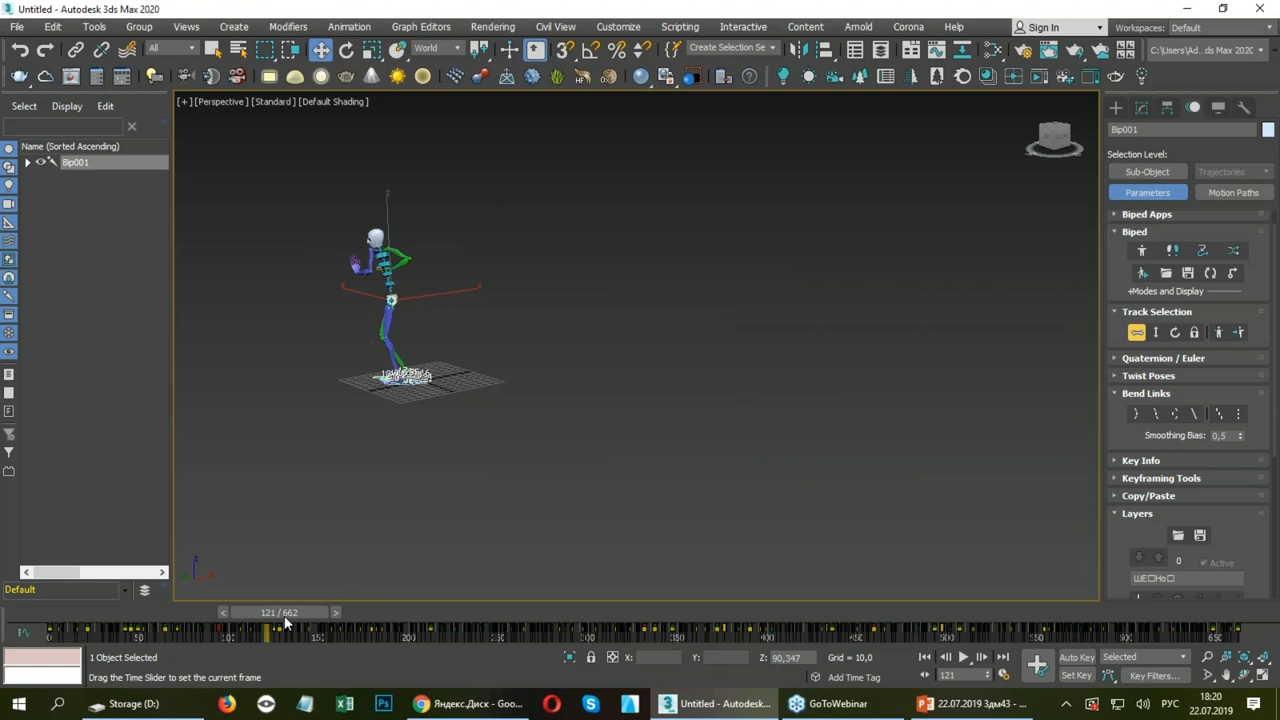 Untitled - Autodesk 3ds Max 2020
File Edit Tools Group Views Create Modifiers Animation Graph Editors Rendering Civil View Customize Scripting Interactive Content Arnold Corona Help Sign In Workspaces: Default
All World Create Selection Se C:\Users\Ad...ds Max 2020
Select Display Edit
[+] [Perspective] [Standard] [Default Shading]
Name (Sorted Ascending)
Bip001
Bip001
Selection Level:
Sub-Object Trajectories
Parameters Motion Paths
Biped Apps
Biped
+Modes and Display
Track Selection
Quaternion / Euler
Twist Poses
Bend Links
Smoothing Bias: 0,5
Key Info
Keyframing Tools
Copy/Paste
Layers
0 Active
Default
121 / 662
0 50 100 150 200 250 300 350 400 450 500 550 600 650
1 Object Selected
Drag the Time Slider to set the current frame
X: Y: Z: 90,347 Grid = 10,0
Add Time Tag
121
Auto Key Selected
Set Key Key Filters...
Storage (D:) Яндекс.Диск - Goo... Untitled - Autodesk... GoToWebinar 22.07.2019 3дм43 - ... РУС 18:20
22.07.2019